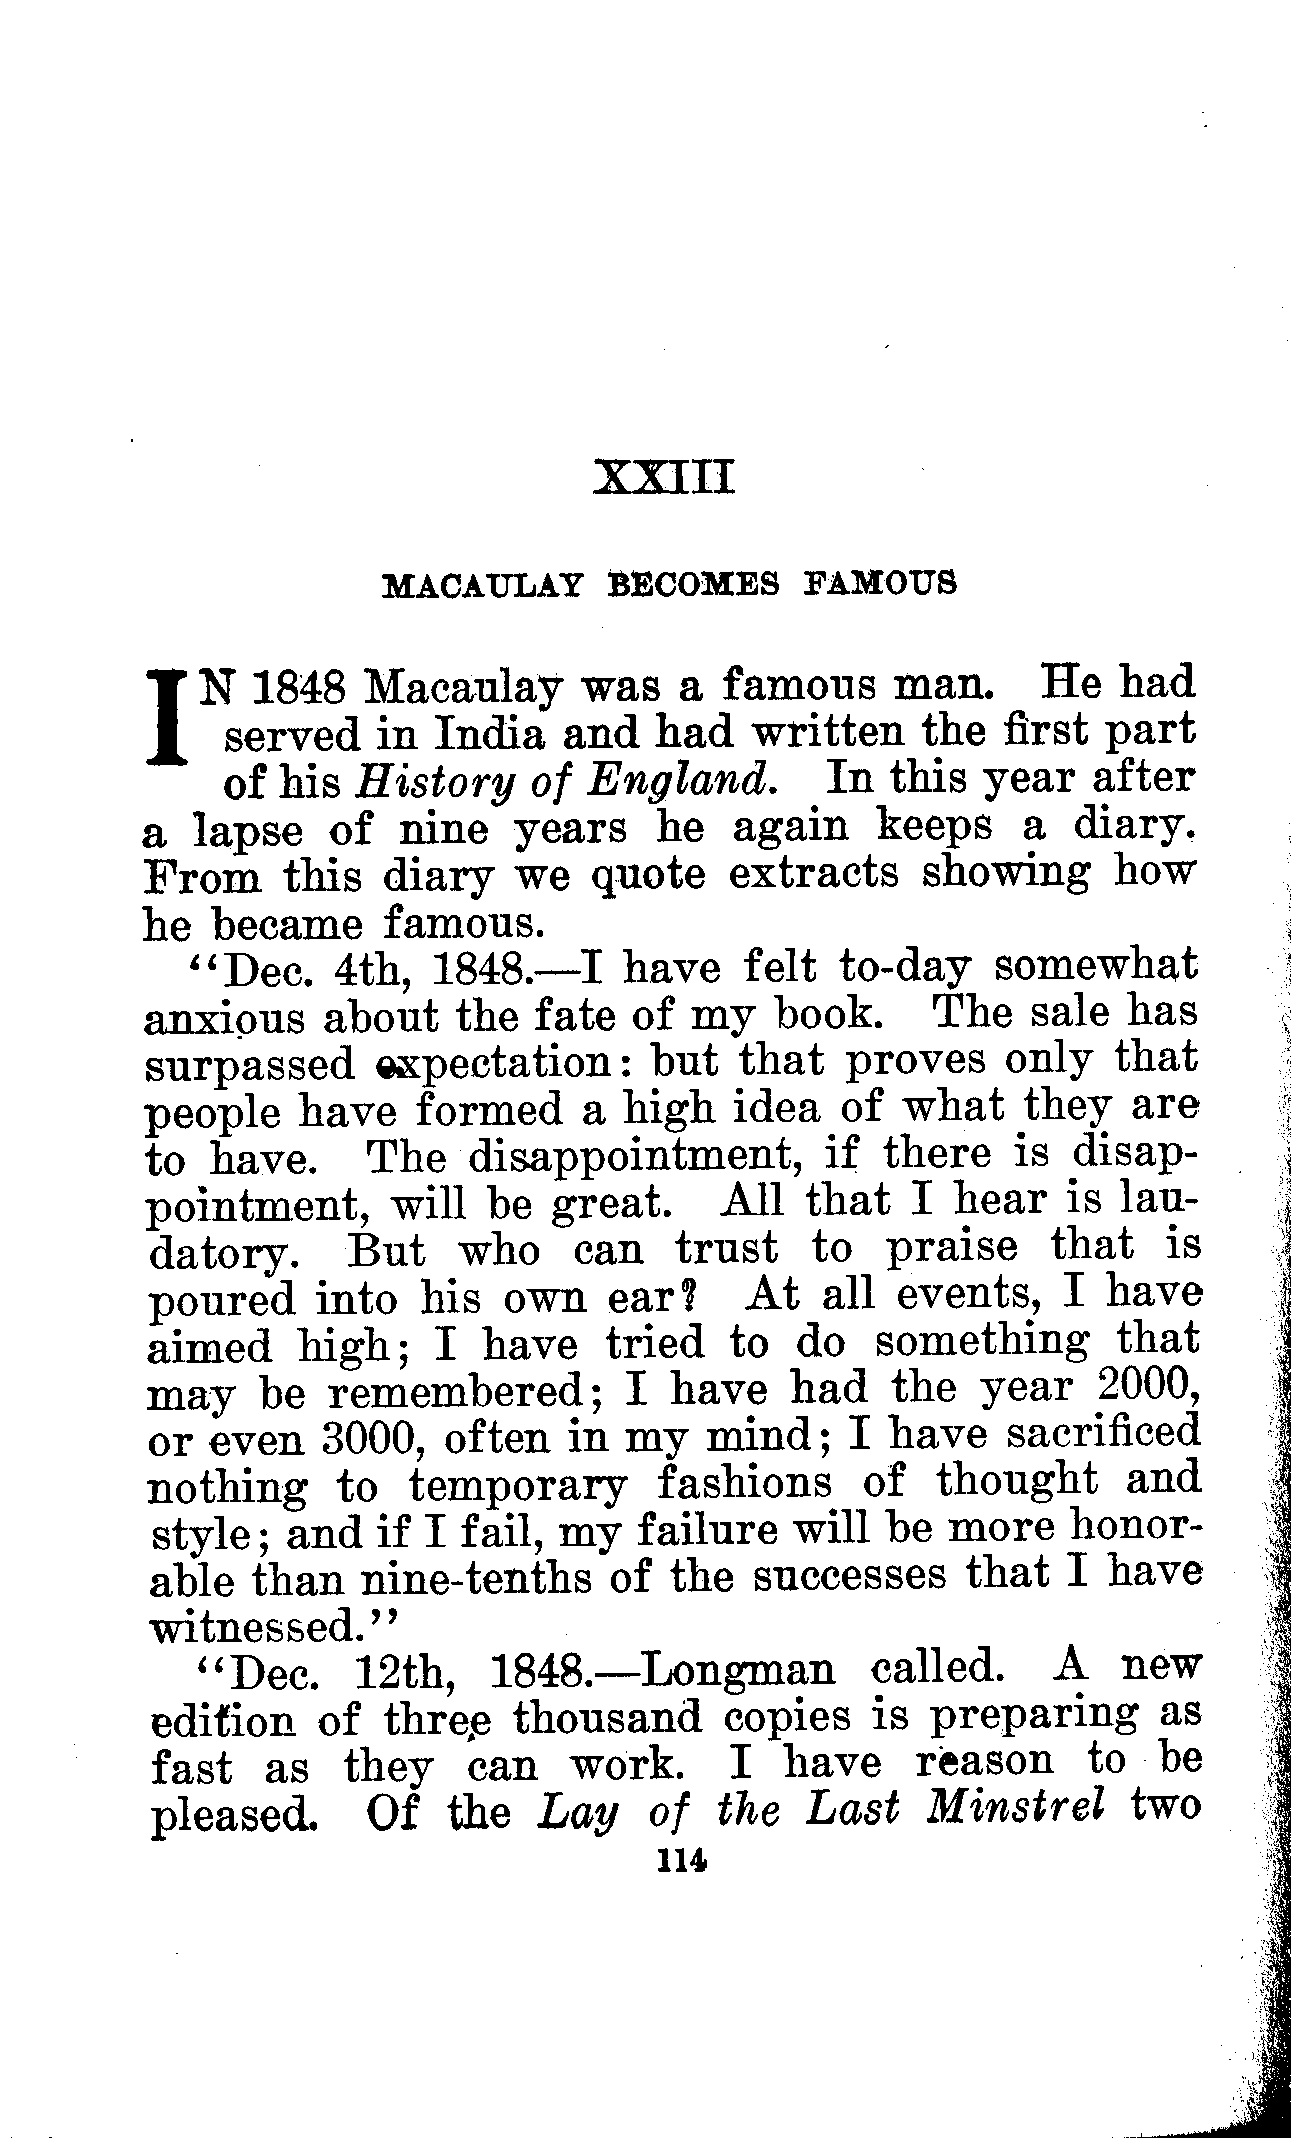 XXIII
MACAULAY BECOMES FAMOUS
IN 1848 Macaulay was a famous man. He had
served in India and had written the first part
of his History of England. In this year after
a lapse of nine years he again keeps a diary.
From this diary we quote extracts showing how
he became famous.
"Dec. 4th, 1848.—I have felt to-day somewhat
anxious about the fate of my book. The sale has
surpassed expectation: but that proves only that
people have formed a high idea of what they are
to have. The disappointment, if there is disap-
pointment, will be great. All that I hear is lau-
datory. But who can trust to praise that is
poured into his own ear? At all events, I have
aimed high; I have tried to do something that
may be remembered; I have had the year 2000,
or even 3000, often in my mind; I have sacrificed
nothing to temporary fashions of thought and
style; and if I fail, my failure will be more honor-
able than nine-tenths of the successes that I have
witnessed."
"Dec. 12th, 1848.—Longman called. A new
edition of three thousand copies is preparing as
fast as they can work. I have reason to be
pleased. Of the Lay of the Last Minstrel two
114